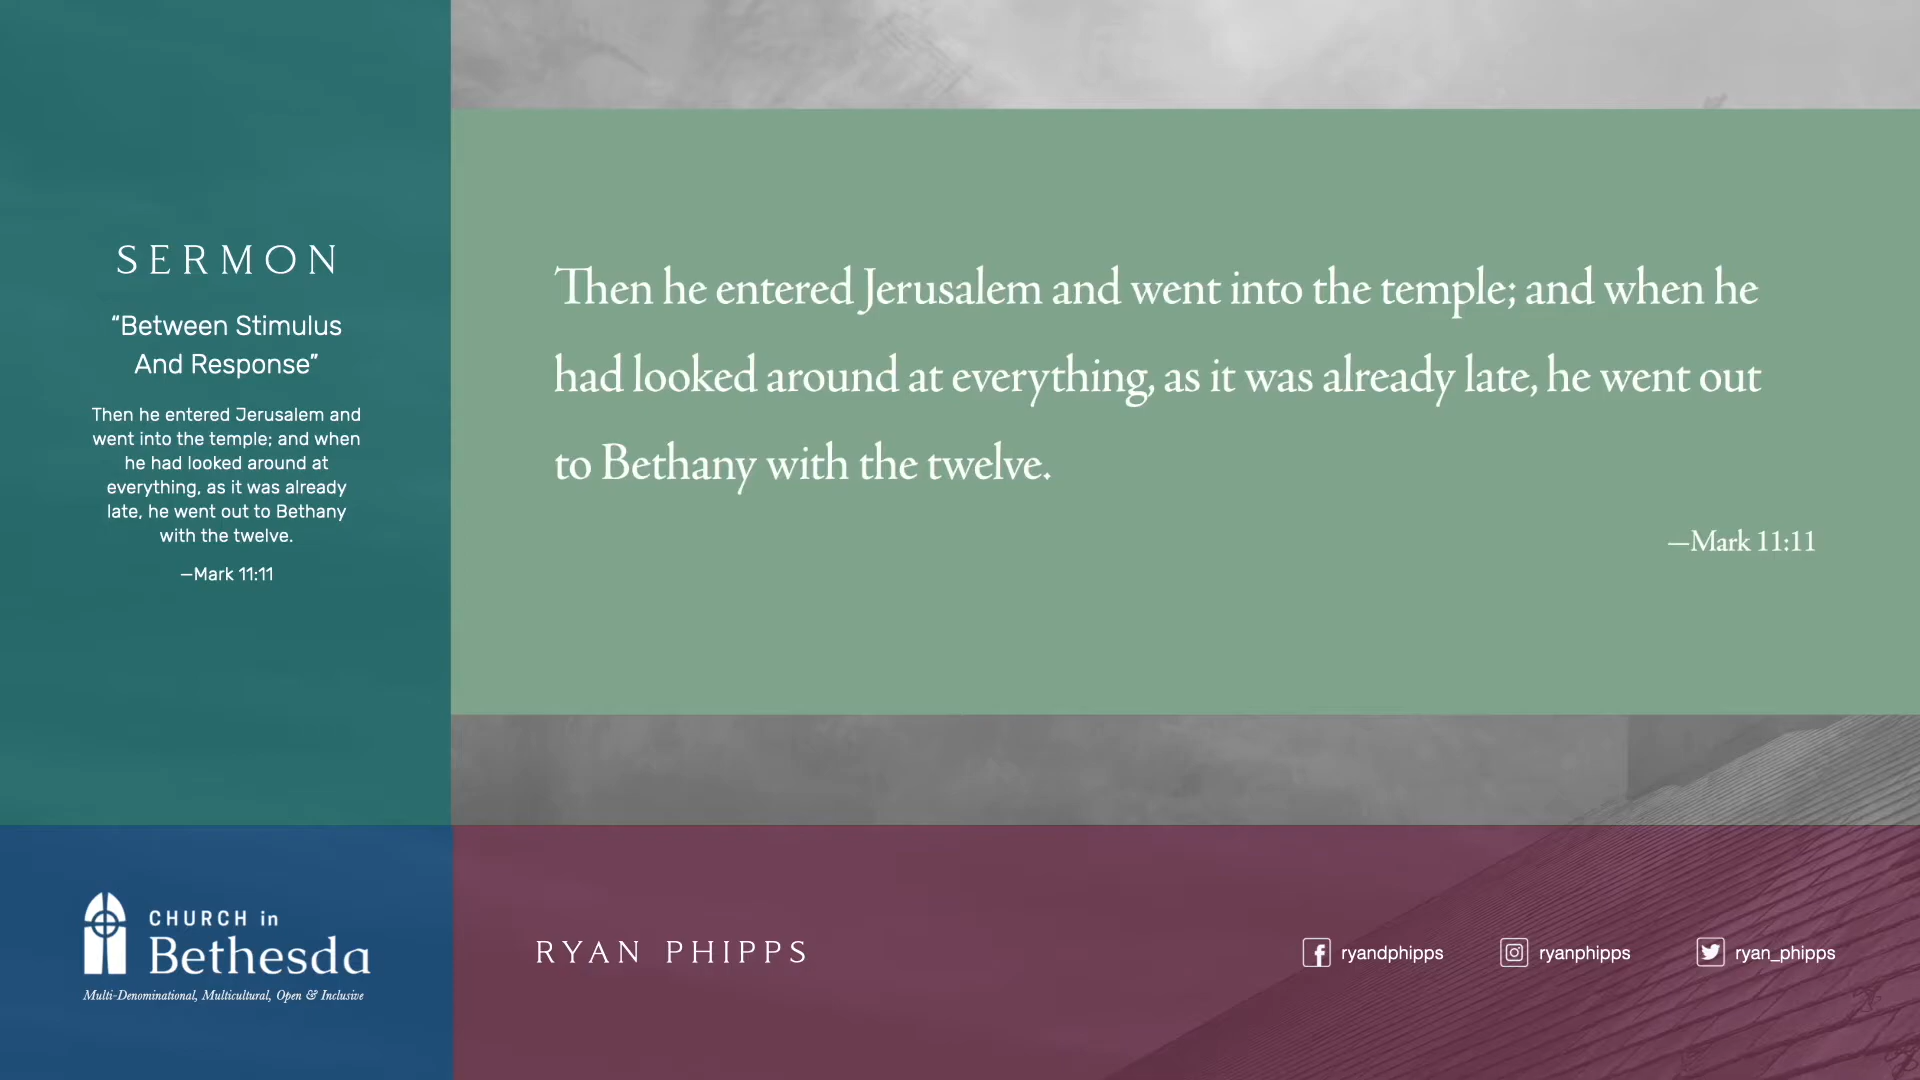 SERMON
“Between Stimulus
And Response”
Then he entered Jerusalem and
went into the temple; and when
he had looked around at
everything, as it was already
late, he went out to Bethany
with the twelve.
—Mark 11:11
Then he entered Jerusalem and went into the temple; and when he
had looked around at everything, as it was already late, he went out
to Bethany with the twelve.
—Mark 11:11
CHURCH in
Bethesda
Multi-Denominational, Multicultural, Open & Inclusive
RYAN PHIPPS
ryandphipps
ryanphipps
ryan_phipps